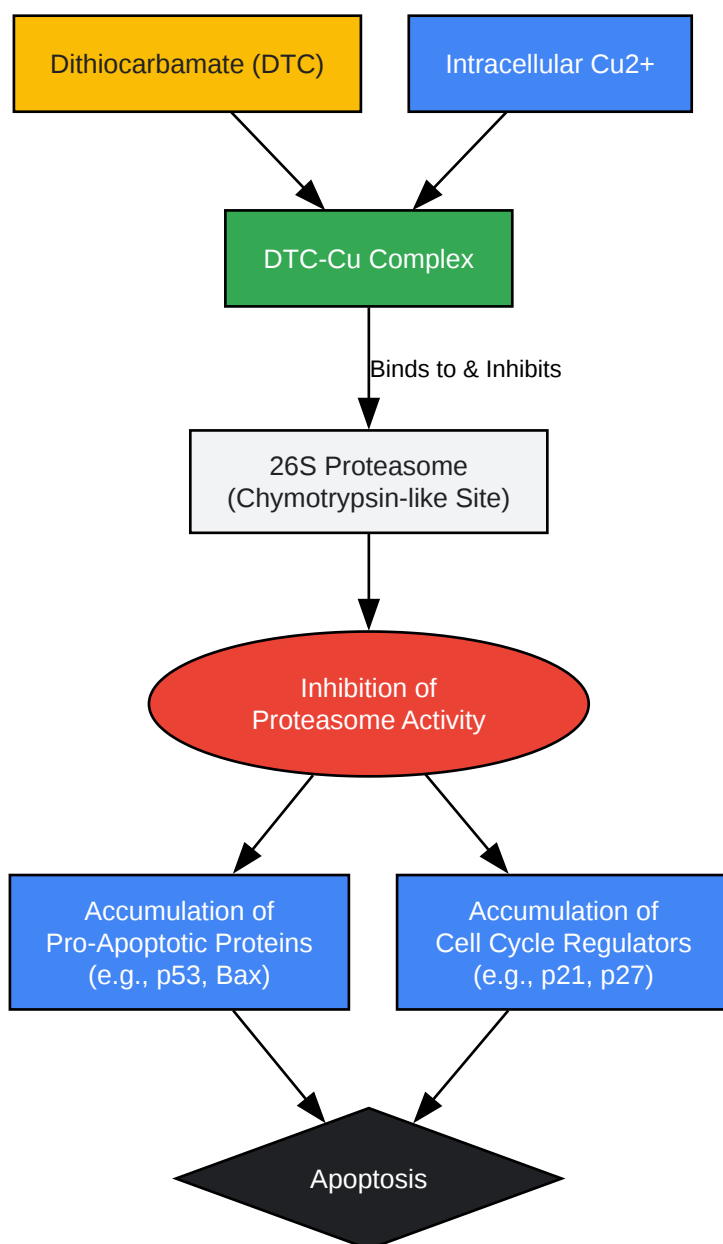 Dithiocarbamate (DTC)
Intracellular Cu2+
DTC-Cu Complex
Binds to & Inhibits
26S Proteasome
(Chymotrypsin-like Site)
Inhibition of
Proteasome Activity
Accumulation of
Pro-Apoptotic Proteins
(e.g., p53, Bax)
Accumulation of
Cell Cycle Regulators
(e.g., p21, p27)
Apoptosis